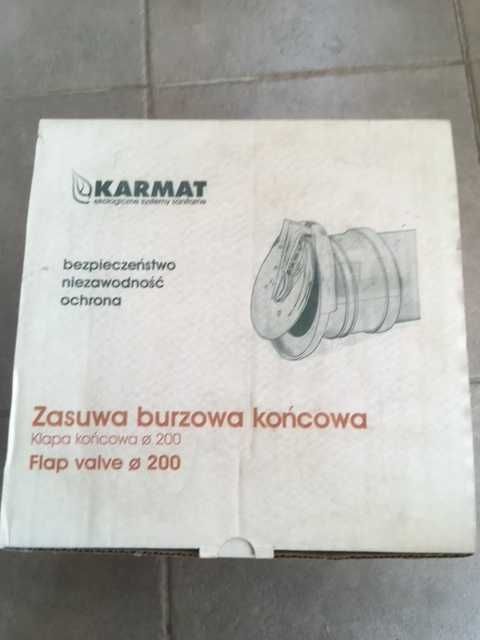 KARMAT
ekologiczne systemy sanitarne
bezpieczeństwo
niezawodność
ochrona
Zasuwa burzowa końcowa
Klapa końcowa ø 200
Flap valve ø 200